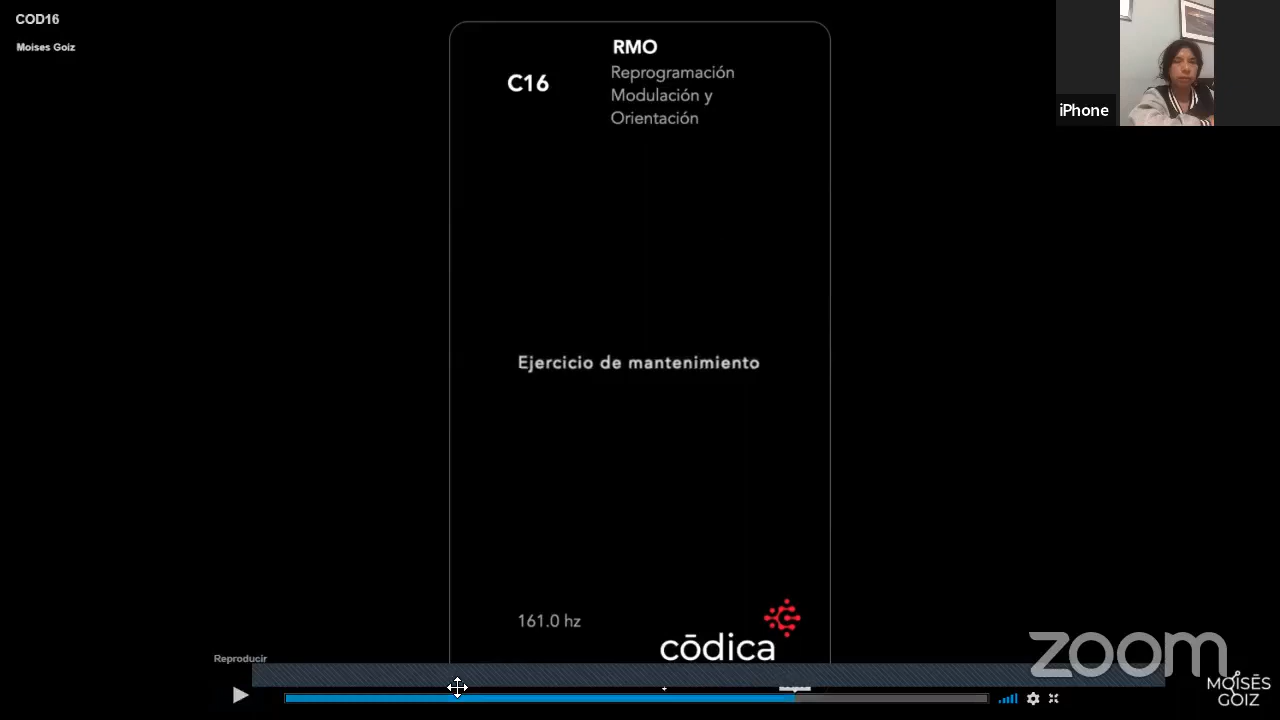 COD16
Moises Goiz
RMO
C16
Reprogramación
Modulación y
Orientación
iPhone
Ejercicio de mantenimiento
161.0 hz
cōdica
Reproducir
zoom
MOISÉS
GOIZ